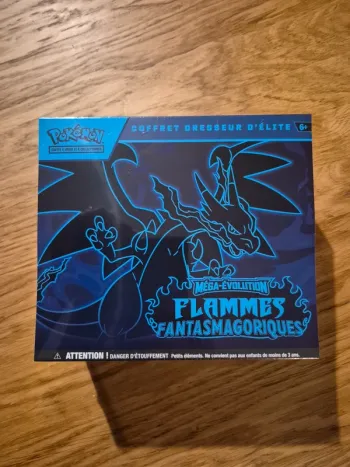 POKÉMON
COFFRET DRESSEUR D'ÉLITE
6+
MÉGA-ÉVOLUTION
FLAMMES
FANTASMAGORIQUES
ATTENTION ! DANGER D'ÉTOUFFEMENT - Petits éléments. Ne convient pas aux enfants de moins de 3 ans.